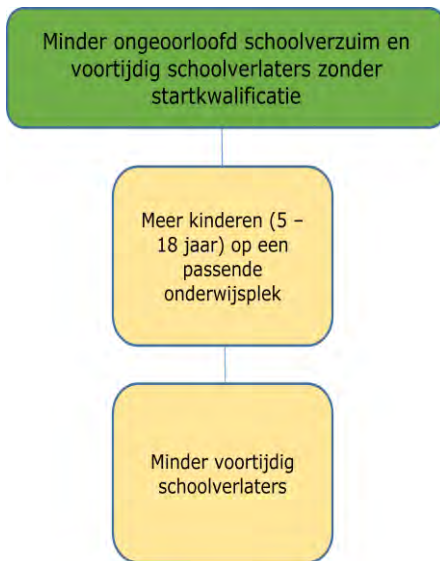 Minder ongeoorloofd schoolverzuim en
voortijdig schoolverlaters zonder
startkwalificatie
Meer kinderen (5 –
18 jaar) op een
passende
onderwijsplek
Minder voortijdig
schoolverlaters